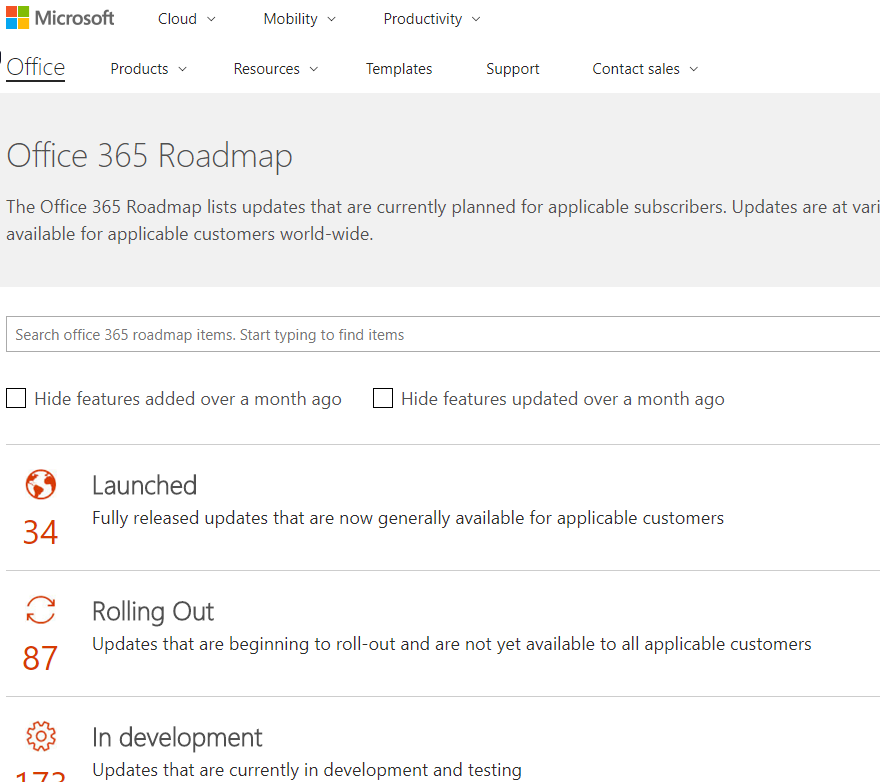 Microsoft Cloud Mobility Productivity
Office Products Resources Templates Support Contact sales
Office 365 Roadmap
The Office 365 Roadmap lists updates that are currently planned for applicable subscribers. Updates are at vari
available for applicable customers world-wide.
Search office 365 roadmap items. Start typing to find items
Hide features added over a month ago Hide features updated over a month ago
Launched
Fully released updates that are now generally available for applicable customers
34
Rolling Out
Updates that are beginning to roll-out and are not yet available to all applicable customers
87
In development
Updates that are currently in development and testing